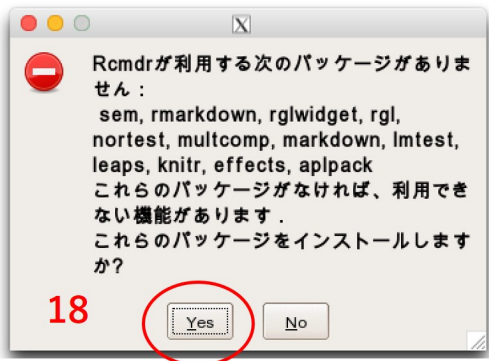 Rcmdrが利用する次のパッケージがありま
せん：
sem, rmarkdown, rglwidget, rgl,
nortest, multcomp, markdown, lmtest,
leaps, knitr, effects, aplpack
これらのパッケージがなければ、利用でき
ない機能があります．
これらのパッケージをインストールします
か?
18
Yes No